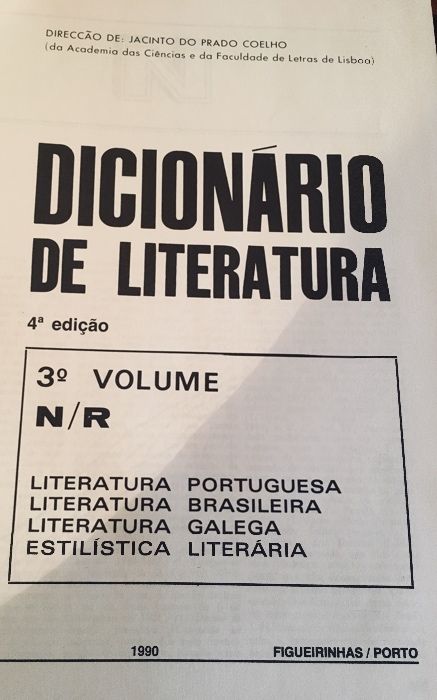 DIRECÇÃO DE: JACINTO DO PRADO COELHO
(da Academia das Ciências e da Faculdade de Letras de Lisboa)
DICIONÁRIO
DE LITERATURA
4ª edição
3º VOLUME
N/R
LITERATURA PORTUGUESA
LITERATURA BRASILEIRA
LITERATURA GALEGA
ESTILÍSTICA LITERÁRIA
1990 FIGUEIRINHAS / PORTO